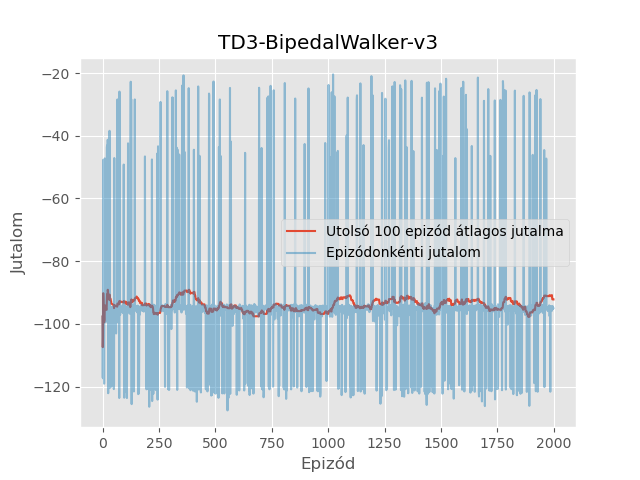 TD3-BipedalWalker-v3
Jutalom
−20
−40
−60
−80
−100
−120
Utolsó 100 epizód átlagos jutalma
Epizódonkénti jutalom
0 250 500 750 1000 1250 1500 1750 2000
Epizód